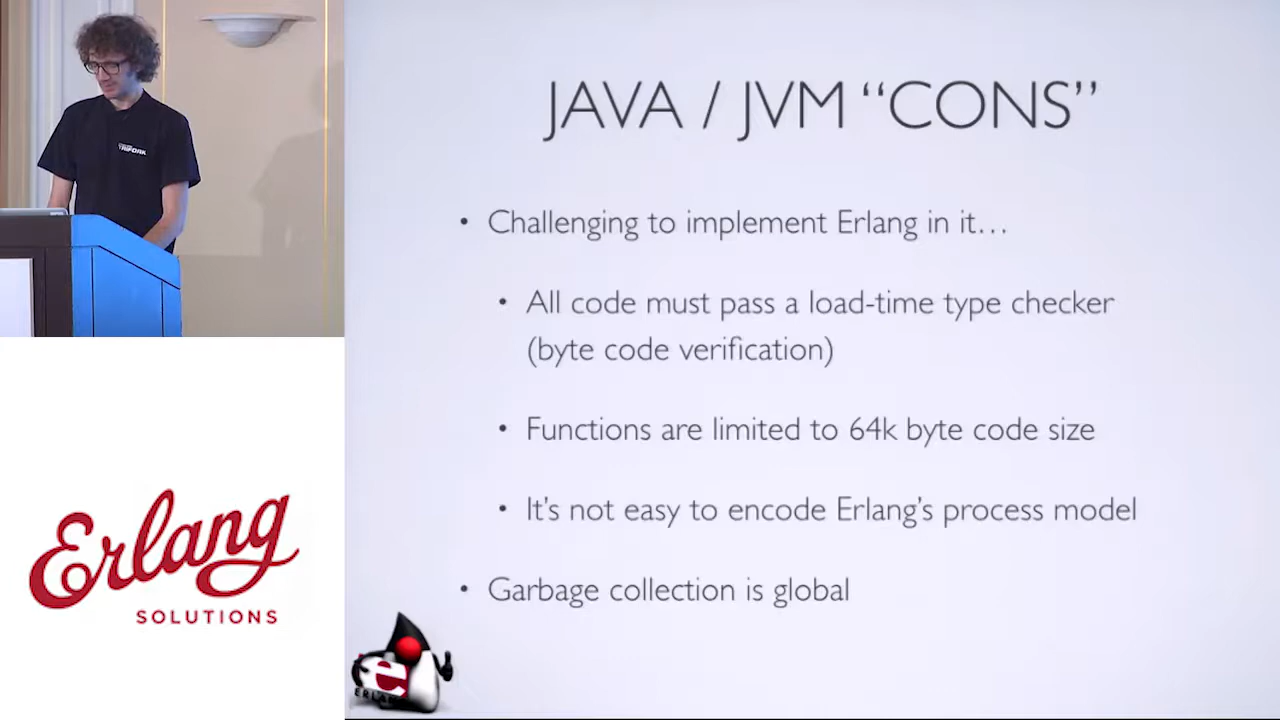 JAVA / JVM “CONS”
• Challenging to implement Erlang in it…
• All code must pass a load-time type checker
(byte code verification)
• Functions are limited to 64k byte code size
• It’s not easy to encode Erlang’s process model
• Garbage collection is global
TRIFORK
Erlang
SOLUTIONS
e
ERLANG